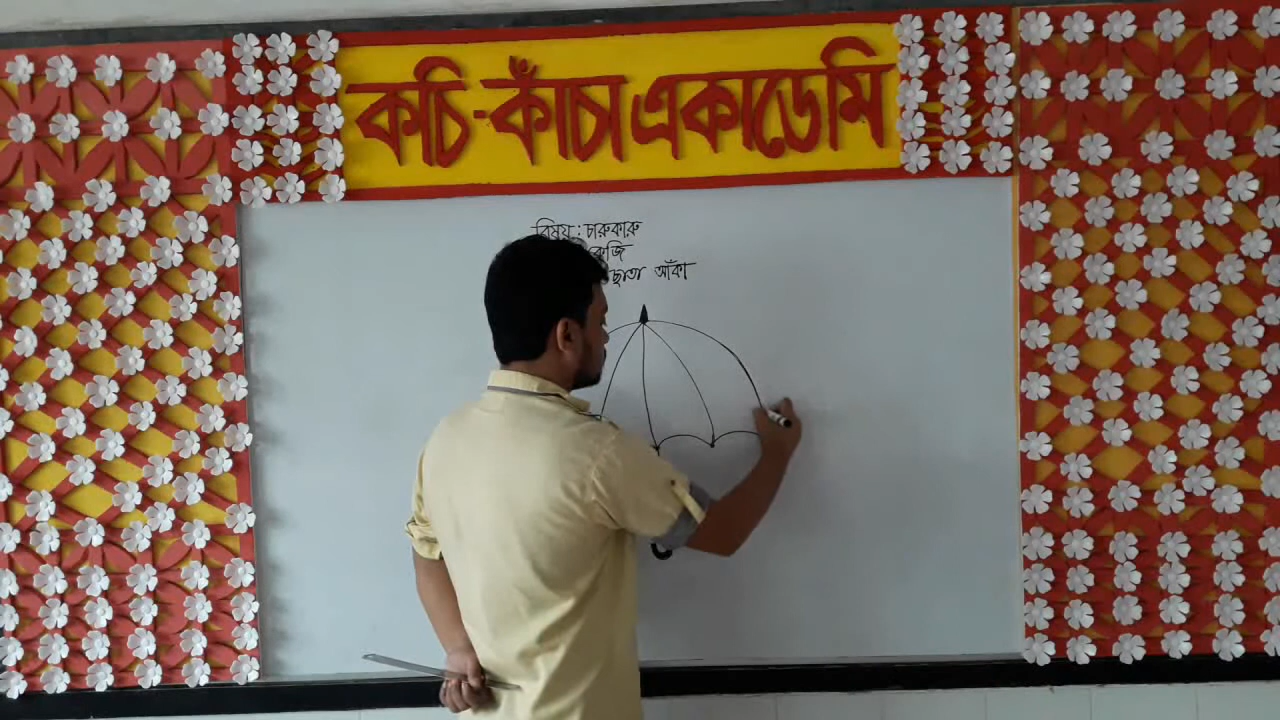 কচি-কাঁচা একাডেমি
বিষয় : চারুকারু
কেজি
ছাতা আঁকা